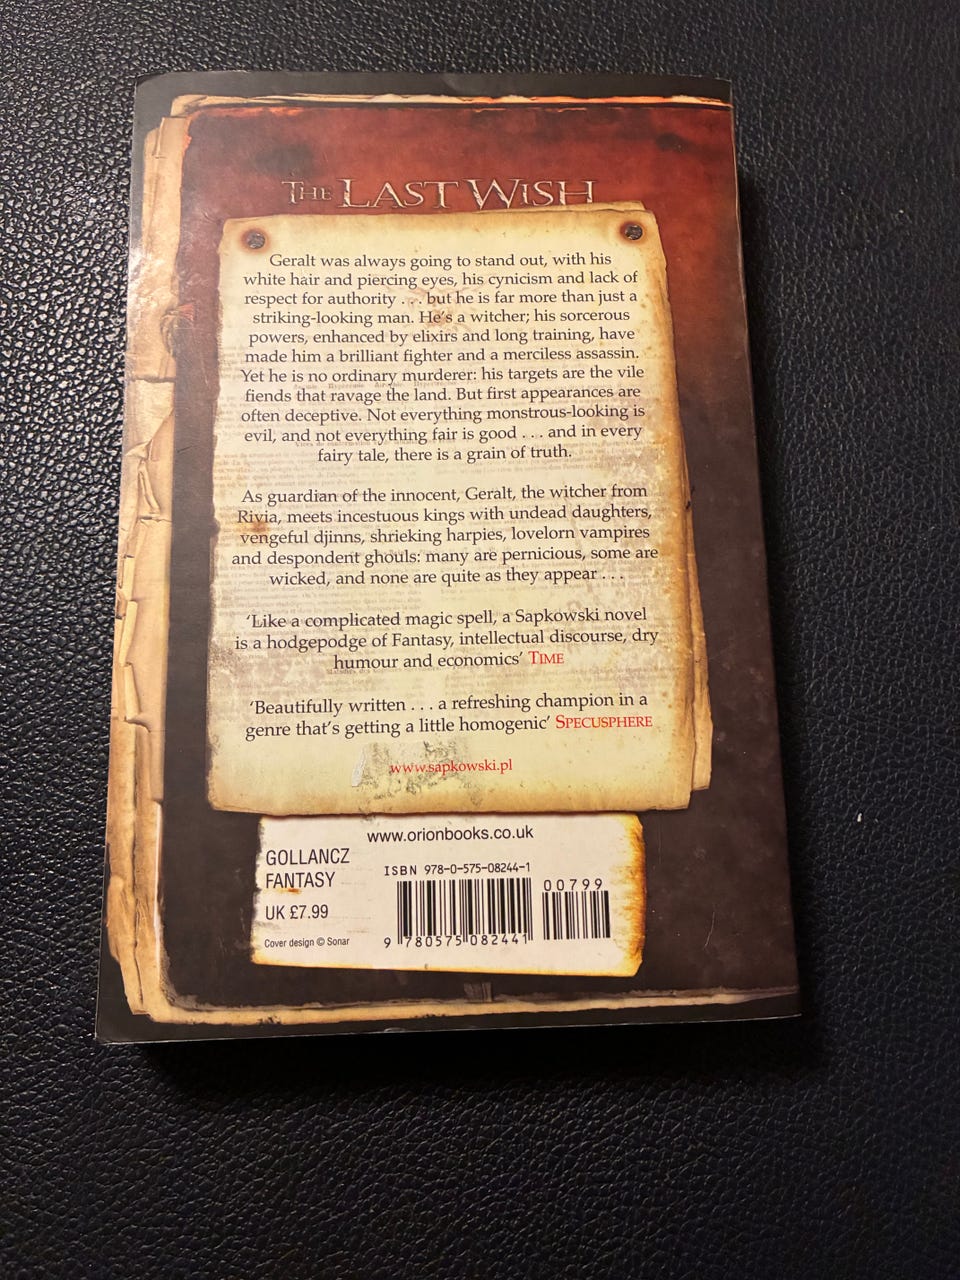 THE LAST WISH
Geralt was always going to stand out, with his
white hair and piercing eyes, his cynicism and lack of
respect for authority . . . but he is far more than just a
striking-looking man. He's a witcher; his sorcerous
powers, enhanced by elixirs and long training, have
made him a brilliant fighter and a merciless assassin.
Yet he is no ordinary murderer: his targets are the vile
fiends that ravage the land. But first appearances are
often deceptive. Not everything monstrous-looking is
evil, and not everything fair is good . . . and in every
fairy tale, there is a grain of truth.
As guardian of the innocent, Geralt, the witcher from
Rivia, meets incestuous kings with undead daughters,
vengeful djinns, shrieking harpies, lovelorn vampires
and despondent ghouls: many are pernicious, some are
wicked, and none are quite as they appear . . .
‘Like a complicated magic spell, a Sapkowski novel
is a hodgepodge of Fantasy, intellectual discourse, dry
humour and economics’ TIME
‘Beautifully written . . . a refreshing champion in a
genre that's getting a little homogenic’ SPECUSPHERE
www.sapkowski.pl
www.orionbooks.co.uk
GOLLANCZ
FANTASY
UK £7.99
Cover design © Sonar
ISBN 978-0-575-08244-1
00799
9 780575 082441